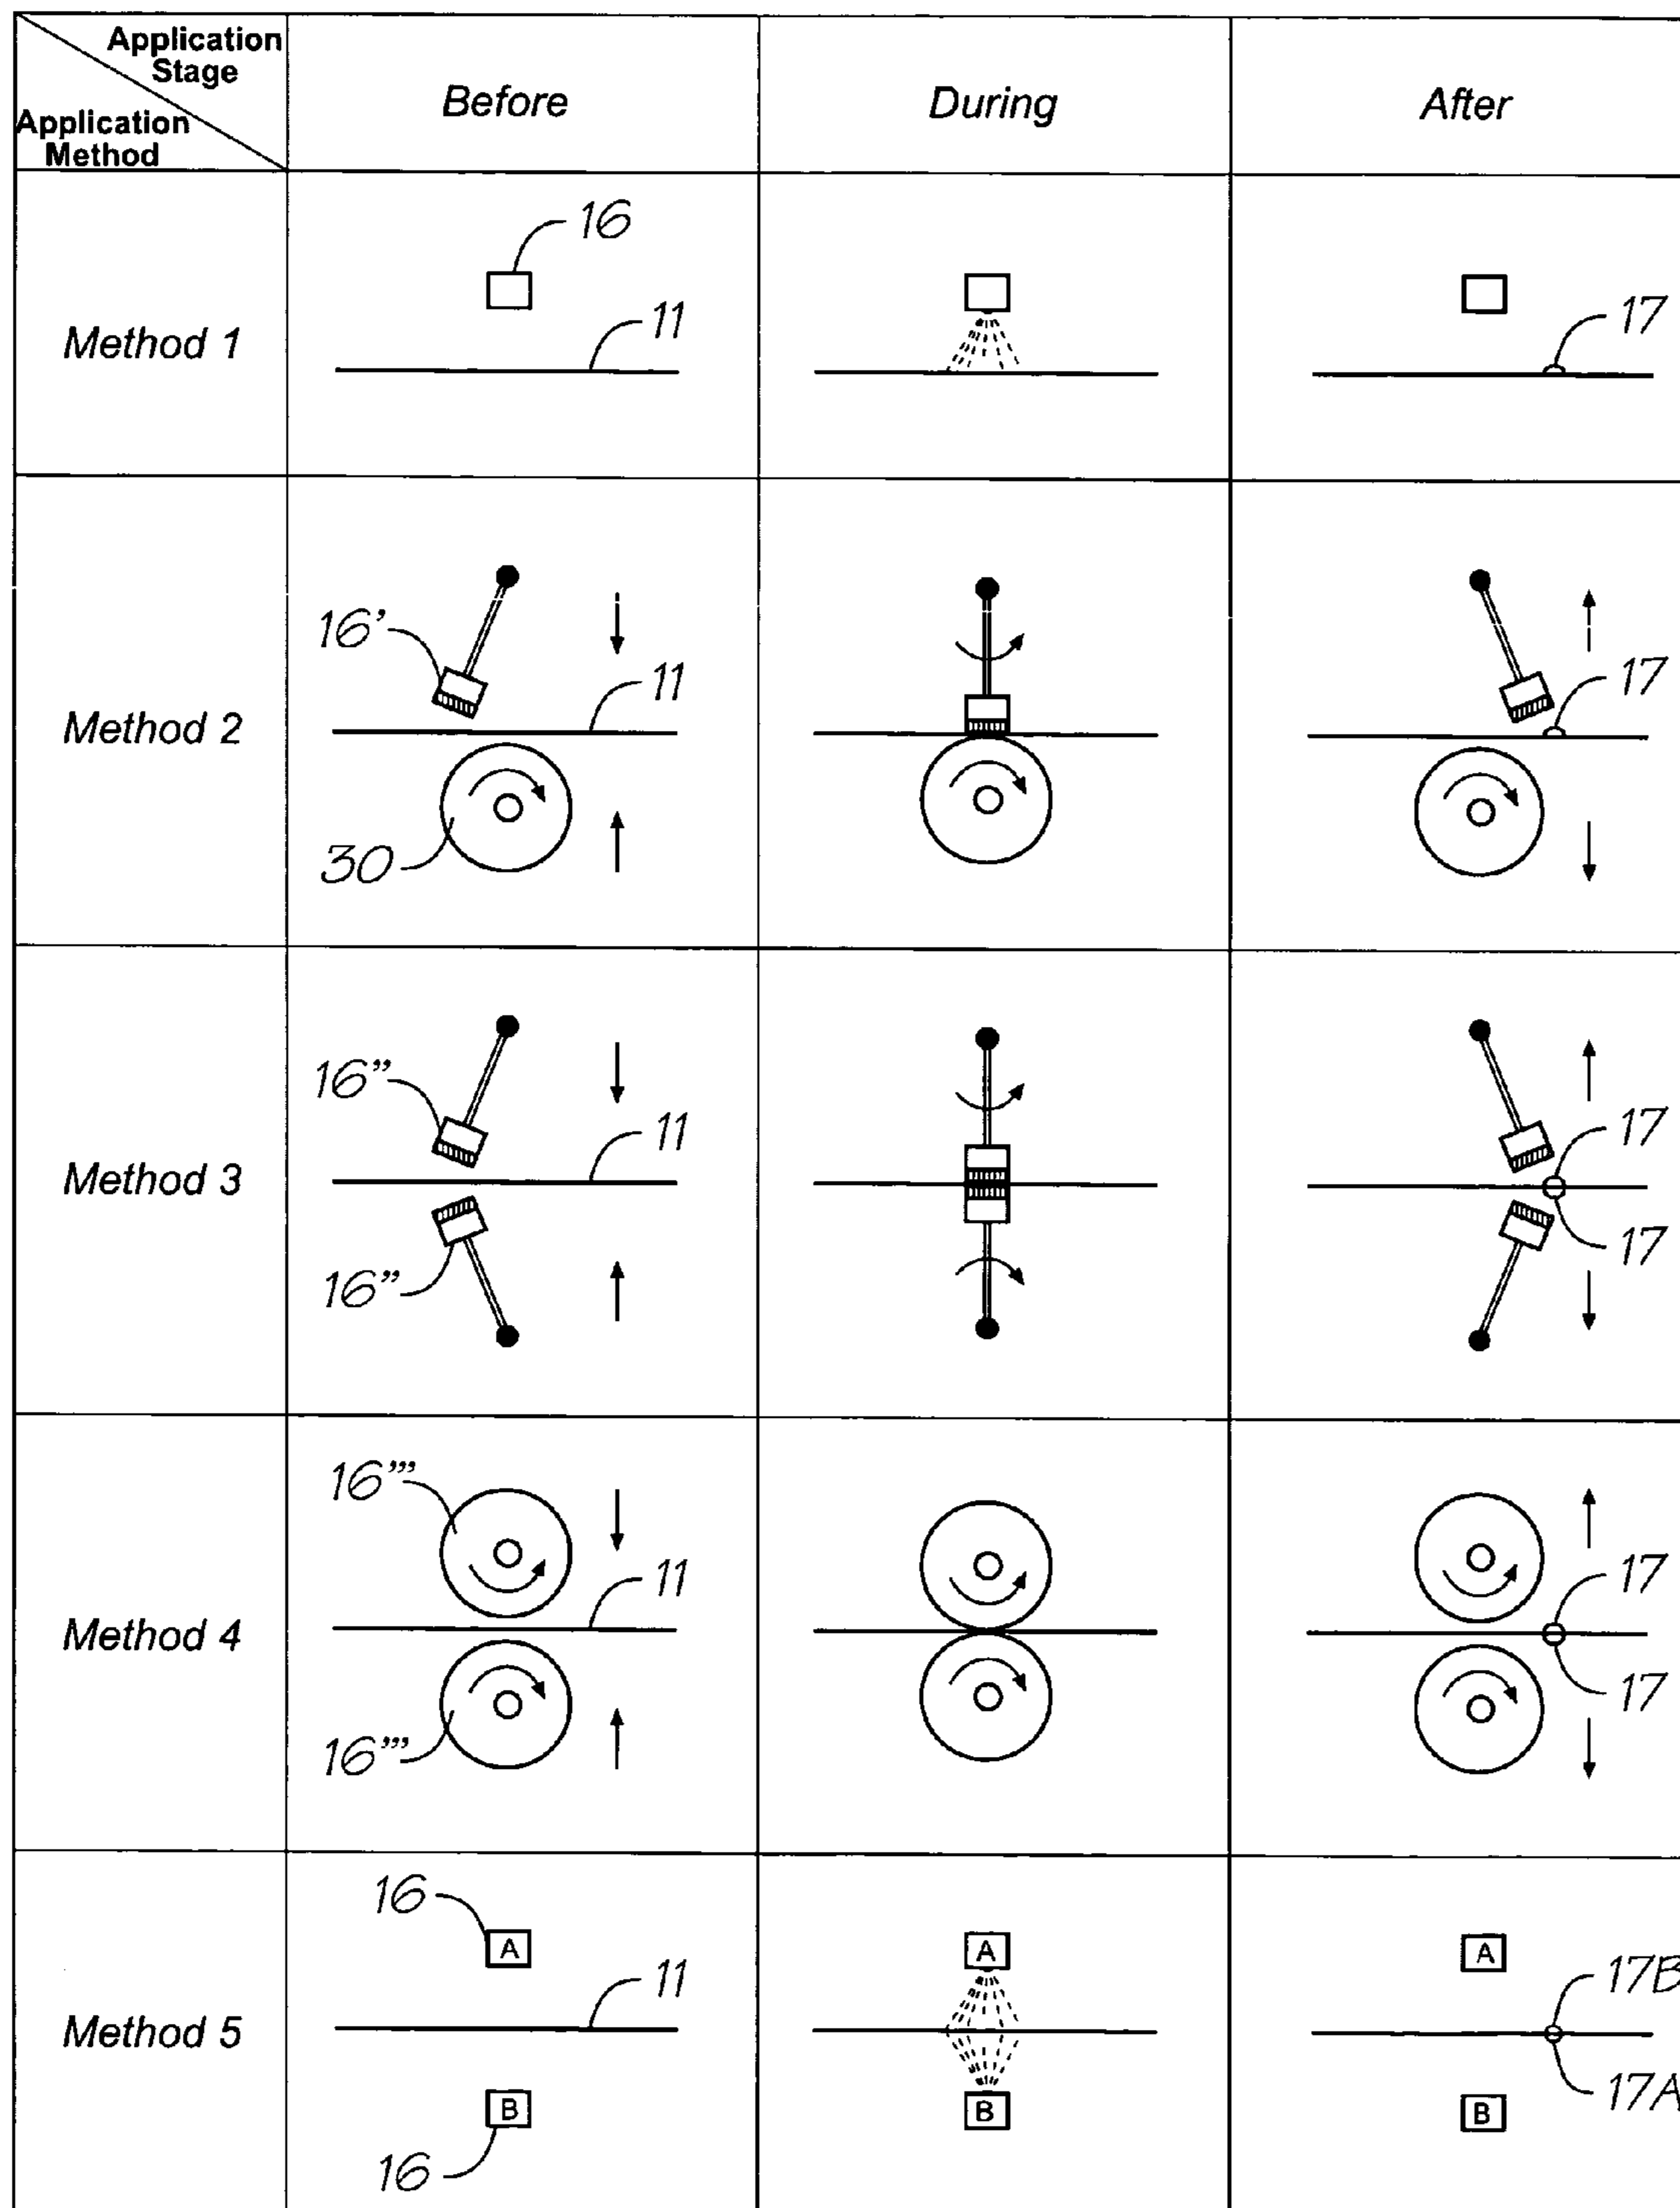 Application
Stage
Application
Method
Before
During
After
Method 1
16
11
17
Method 2
16'
11
30
17
Method 3
16"
11
16"
17
17
Method 4
16'''
11
16'''
17
17
Method 5
16
A
11
B
16
A
B
A
17B
17A
B